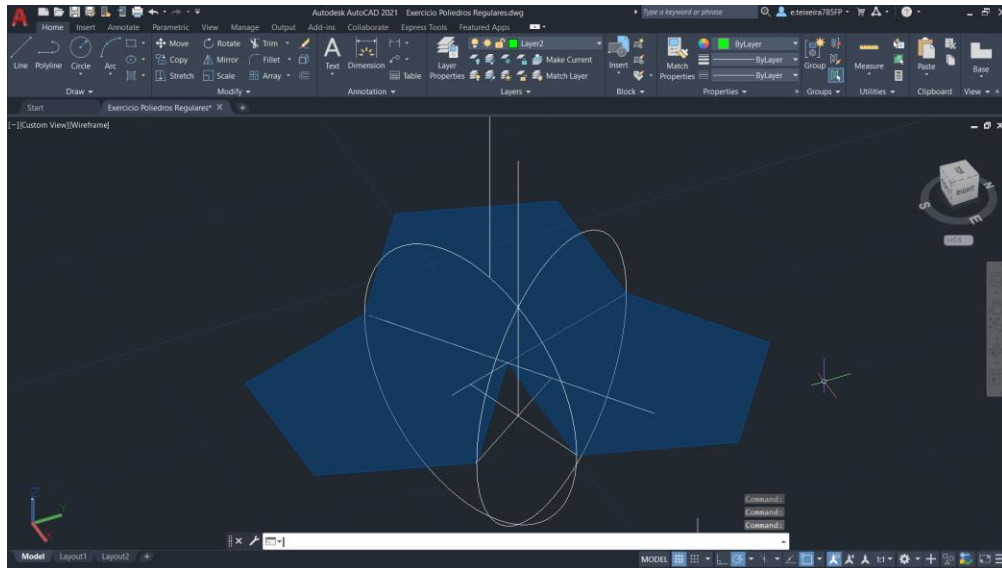 Autodesk AutoCAD 2021 Exercicio Poliedros Regulares.dwg
Type a keyword or phrase
e.teixeira785FP
Home Insert Annotate Parametric View Manage Output Add-ins Collaborate Express Tools Featured Apps
Line Polyline Circle Arc
Move Rotate Trim
Copy Mirror Fillet
Stretch Scale Array
Text Dimension
Table
Layer Properties
Layer2
Make Current
Match Layer
Insert
Match Properties
ByLayer
ByLayer
ByLayer
Group
Measure
Paste
Base
Draw Modify Annotation Layers Block Properties Groups Utilities Clipboard View
Start Exercicio Poliedros Regulares*
[−][Custom View][Wireframe]
TOP
RIGHT
S
N
E
WCS
Z
Y
X
Command:
Command:
Command:
Model Layout1 Layout2 +
MODEL
1:1